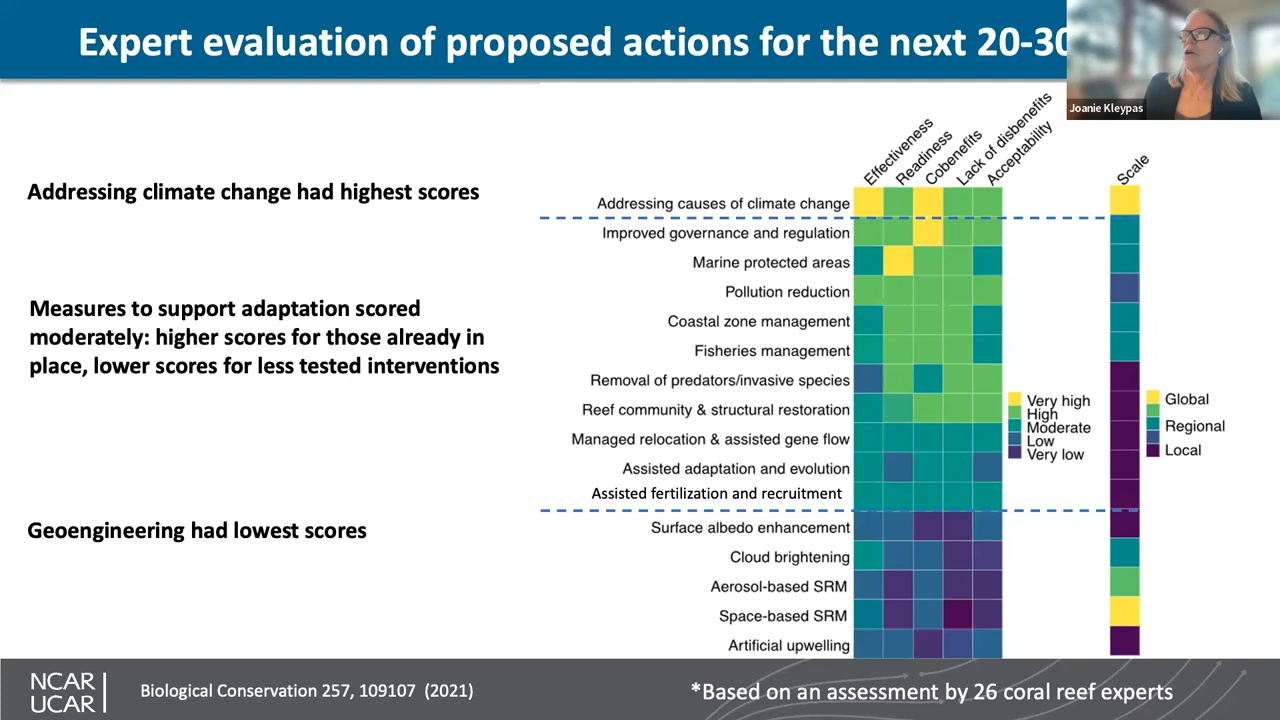 Expert evaluation of proposed actions for the next 20-30
Joanie Kleypas
Effectiveness
Readiness
Cobenefits
Lack of disbenefits
Acceptability
Scale
Addressing climate change had highest scores
Measures to support adaptation scored
moderately: higher scores for those already in
place, lower scores for less tested interventions
Geoengineering had lowest scores
Addressing causes of climate change
Improved governance and regulation
Marine protected areas
Pollution reduction
Coastal zone management
Fisheries management
Removal of predators/invasive species
Reef community & structural restoration
Managed relocation & assisted gene flow
Assisted adaptation and evolution
Assisted fertilization and recruitment
Surface albedo enhancement
Cloud brightening
Aerosol-based SRM
Space-based SRM
Artificial upwelling
Very high
High
Moderate
Low
Very low
Global
Regional
Local
NCAR
UCAR
Biological Conservation 257, 109107 (2021)
*Based on an assessment by 26 coral reef experts